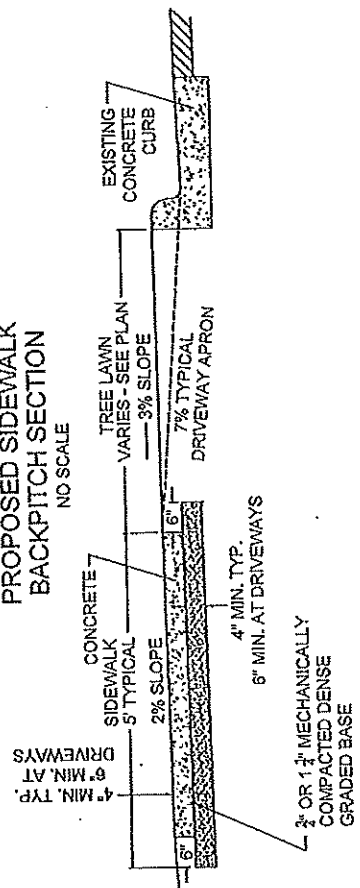 PROPOSED SIDEWALK
BACKPITCH SECTION
NO SCALE
4" MIN. TYP.
6" MIN. AT
DRIVEWAYS
CONCRETE
SIDEWALK
5' TYPICAL
2% SLOPE
TREE LAWN
VARIES - SEE PLAN
3% SLOPE
EXISTING
CONCRETE
CURB
6"
6"
7% TYPICAL
DRIVEWAY APRON
4" MIN. TYP.
6" MIN. AT DRIVEWAYS
¾" OR 1 MECHANICALLY
COMPACTED DENSE
GRADED BASE